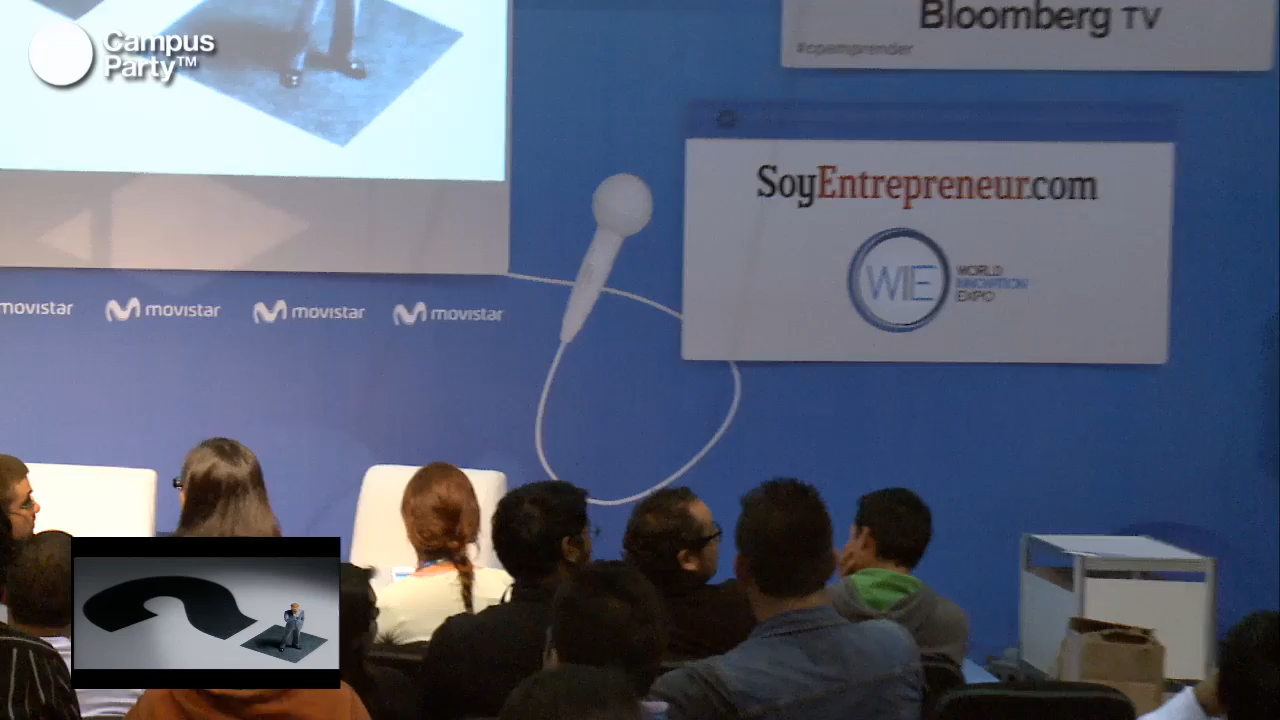 Campus
Party™
Bloomberg TV
#cpemprender
SoyEntrepreneur.com
WIE
WORLD
INNOVATION
EXPO
movistar
movistar
movistar
movistar